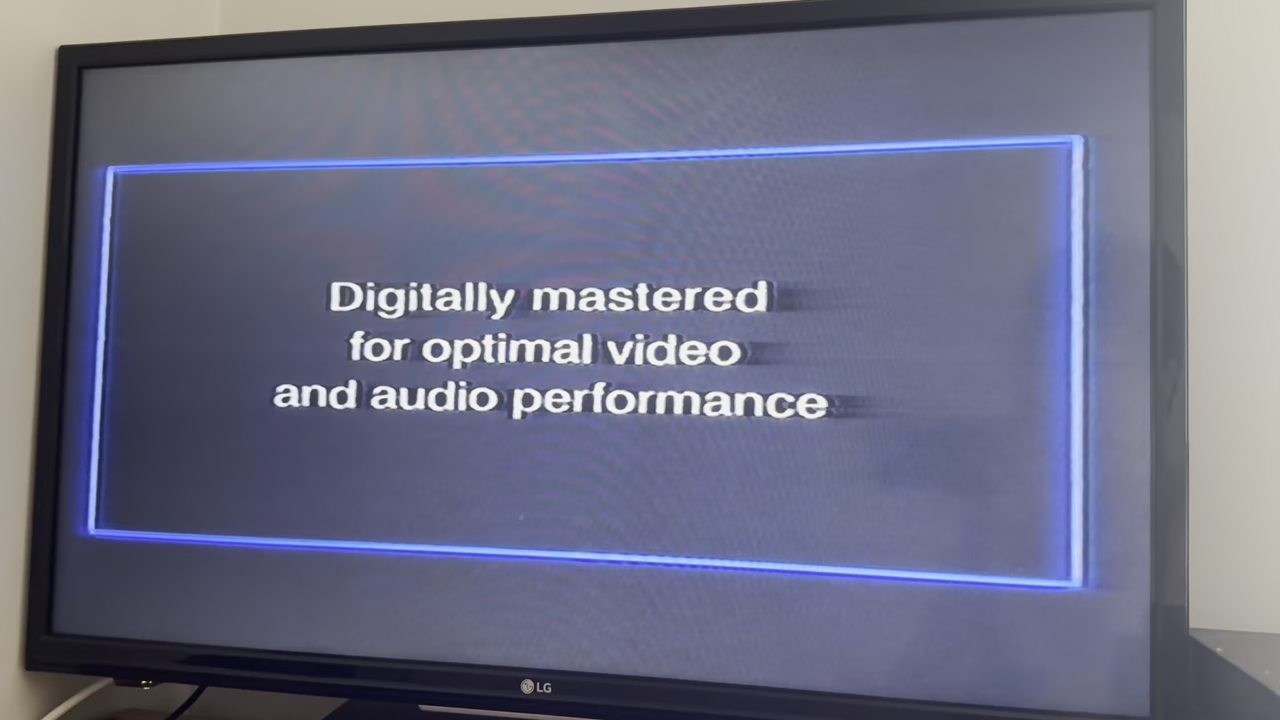 Digitally mastered
for optimal video
and audio performance
LG